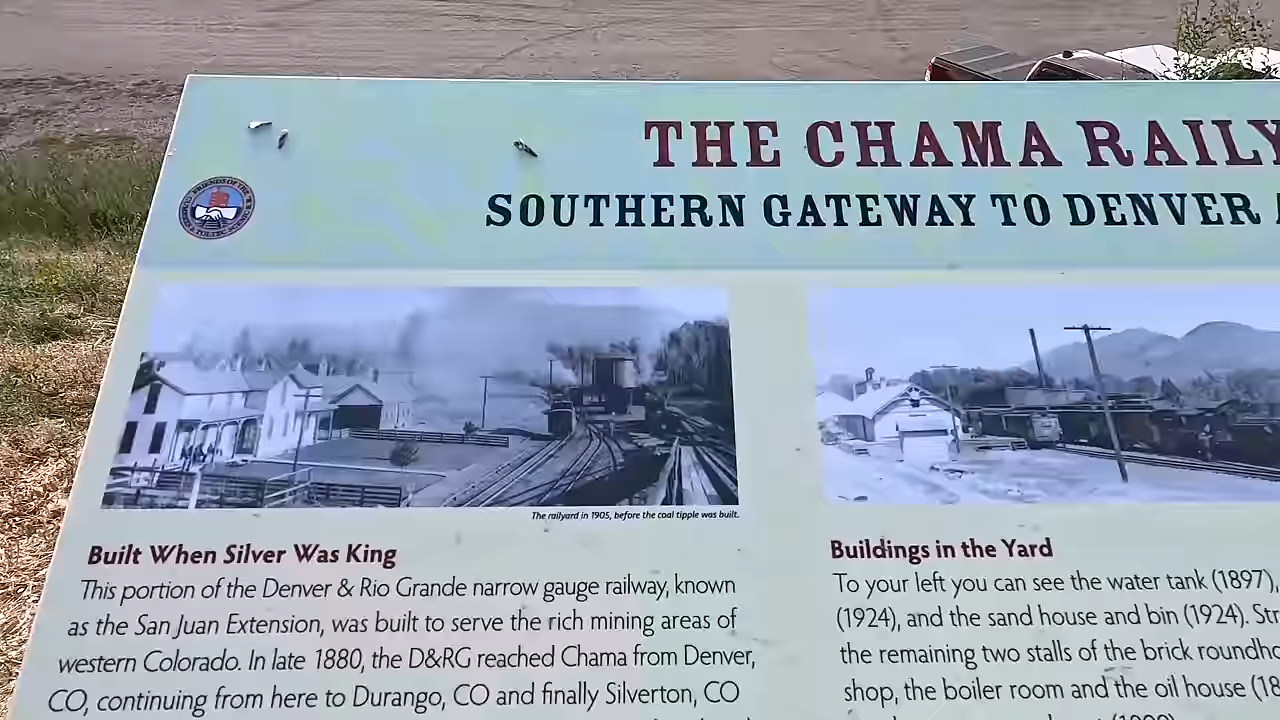 THE CHAMA RAILY
SOUTHERN GATEWAY TO DENVER
FRIENDS OF THE
The railyard in 1905, before the coal tipple was built.
Built When Silver Was King
This portion of the Denver & Rio Grande narrow gauge railway, known
as the San Juan Extension, was built to serve the rich mining areas of
western Colorado. In late 1880, the D&RG reached Chama from Denver,
CO, continuing from here to Durango, CO and finally Silverton, CO
Buildings in the Yard
To your left you can see the water tank (1897),
(1924), and the sand house and bin (1924). Str
the remaining two stalls of the brick roundho
shop, the boiler room and the oil house (18